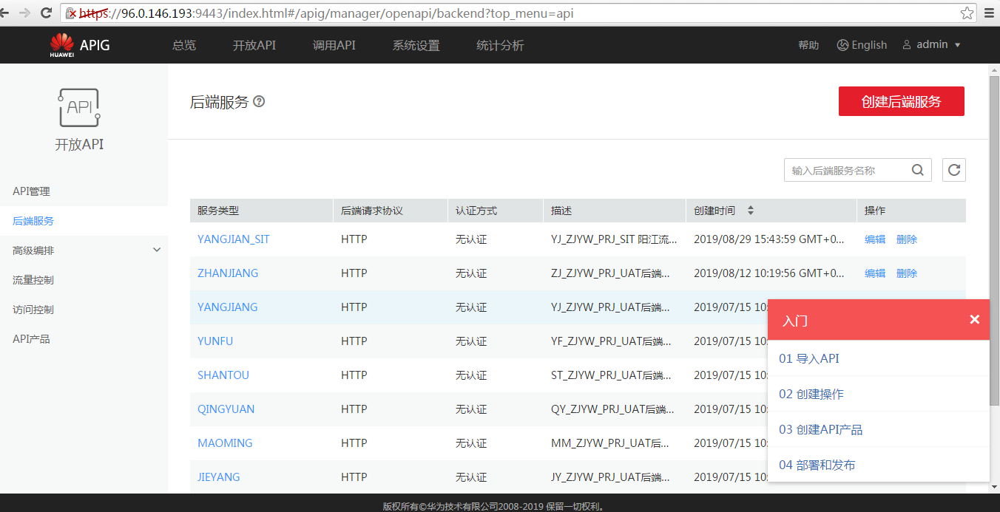 https://96.0.146.193:9443/index.html#/apig/manager/openapi/backend?top_menu=api
HUAWEI APIG 总览 开放API 调用API 系统设置 统计分析 帮助 English admin
API
开放API
后端服务 创建后端服务
输入后端服务名称
API管理
后端服务
高级编排
流量控制
访问控制
API产品
服务类型 后端请求协议 认证方式 描述 创建时间 操作
YANGJIAN_SIT HTTP 无认证 YJ_ZJYW_PRJ_SIT 阳江流... 2019/08/29 15:43:59 GMT+0... 编辑 删除
ZHANJIANG HTTP 无认证 ZJ_ZJYW_PRJ_UAT后端... 2019/08/12 10:19:56 GMT+0... 编辑 删除
YANGJIANG HTTP 无认证 YJ_ZJYW_PRJ_UAT后端... 2019/07/15 10:
YUNFU HTTP 无认证 YF_ZJYW_PRJ_UAT后端... 2019/07/15 10:
SHANTOU HTTP 无认证 ST_ZJYW_PRJ_UAT后端... 2019/07/15 10:
QINGYUAN HTTP 无认证 QY_ZJYW_PRJ_UAT后端... 2019/07/15 10:
MAOMING HTTP 无认证 MM_ZJYW_PRJ_UAT后... 2019/07/15 10:
JIEYANG HTTP 无认证 JY_ZJYW_PRJ_UAT后端... 2019/07/15 10:
入门
01 导入API
02 创建操作
03 创建API产品
04 部署和发布
版权所有©华为技术有限公司2008-2019 保留一切权利。